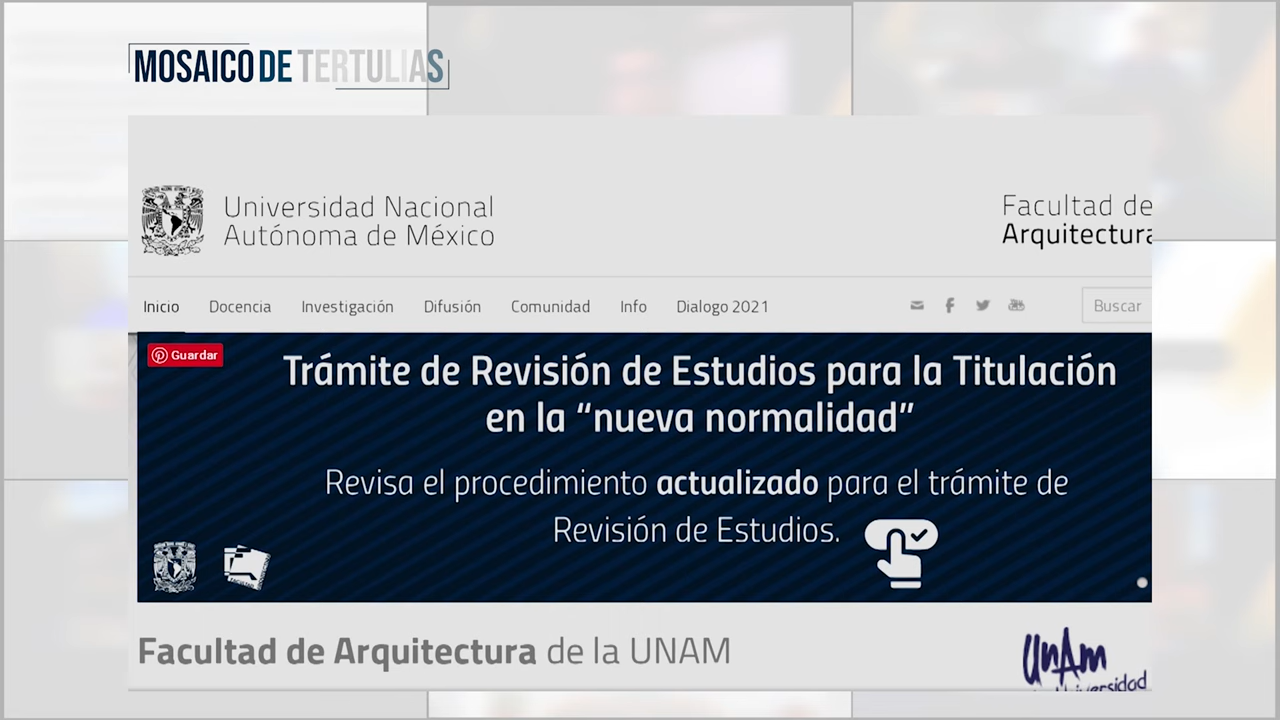 MOSAICO DE TERTULIAS
Universidad Nacional
Autónoma de México
Facultad de
Arquitectura
Inicio Docencia Investigación Difusión Comunidad Info Dialogo 2021
Buscar
Guardar
Trámite de Revisión de Estudios para la Titulación
en la “nueva normalidad”
Revisa el procedimiento actualizado para el trámite de
Revisión de Estudios.
Facultad de Arquitectura de la UNAM
UnAm
Universidad